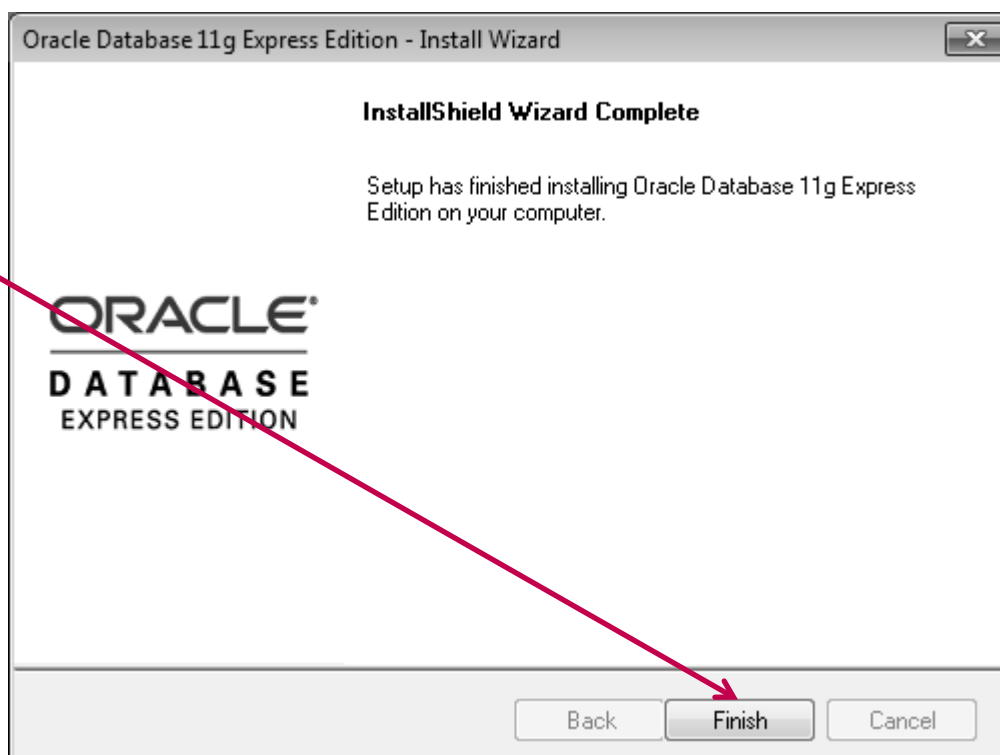 Oracle Database 11g Express Edition - Install Wizard
InstallShield Wizard Complete
Setup has finished installing Oracle Database 11g Express
Edition on your computer.
ORACLE
DATABASE
EXPRESS EDITION
Back
Finish
Cancel